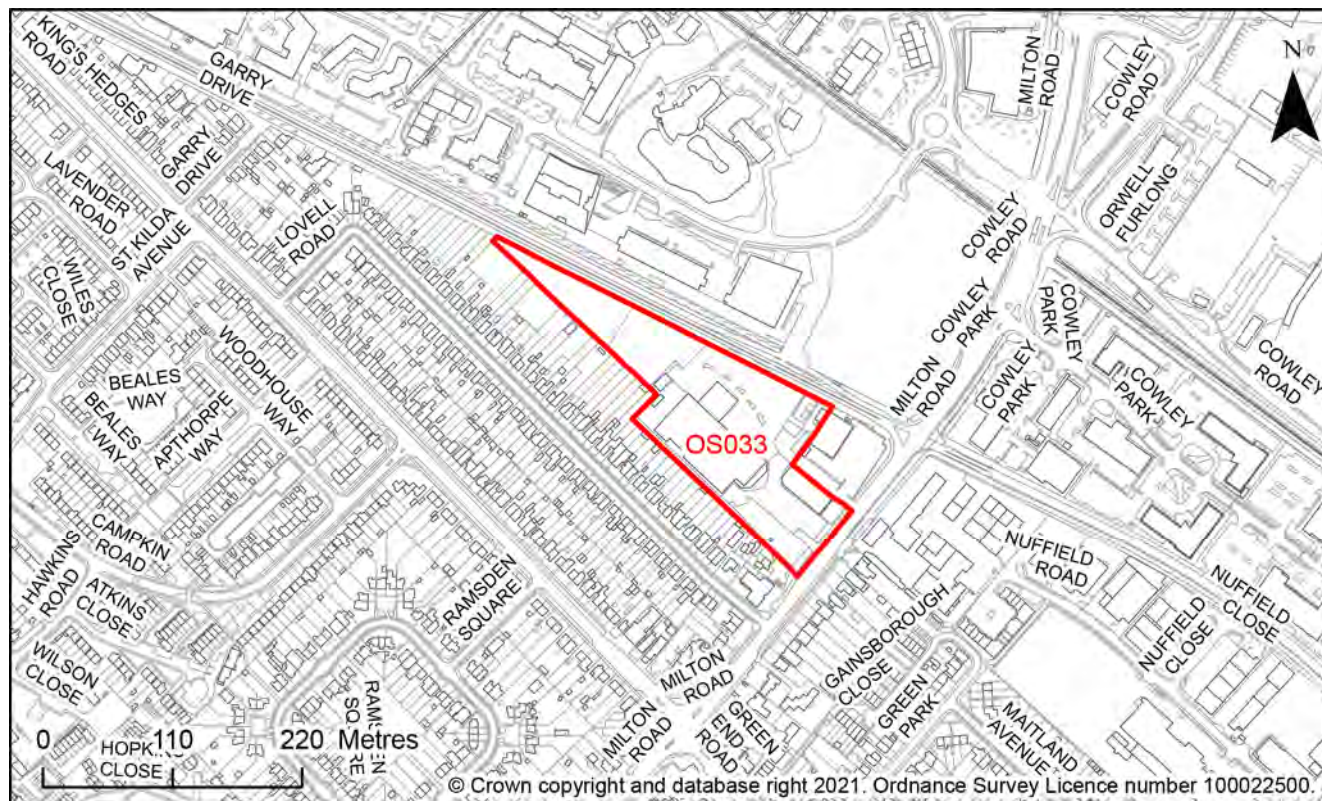 KING'S HEDGES
ROAD
GARRY
DRIVE
MILTON
ROAD
COWLEY
ROAD
N
LAVENDER
ROAD
GARRY
DRIVE
ORWELL
FURLONG
ST KILDA
AVENUE
LOVELL
ROAD
COWLEY
ROAD
WILES
CLOSE
COWLEY
PARK
COWLEY
PARK
COWLEY
ROAD
WOODHOUSE
WAY
BEALES
WAY
MILTON
ROAD
COWLEY
PARK
COWLEY
PARK
BEALES
WAY
APTHORPE
WAY
OS033
CAMPKIN
ROAD
HAWKINS
ROAD
ATKINS
CLOSE
RAMSDEN
SQUARE
NUFFIELD
ROAD
NUFFIELD
CLOSE
NUFFIELD
CLOSE
WILSON
CLOSE
GAINSBOROUGH
CLOSE
GREEN
PARK
MILTON
ROAD
RAMSDEN
SQUARE
MILTON
ROAD
GREEN
END
ROAD
MAITLAND
AVENUE
HOPKINS
CLOSE
0 110 220 Metres
© Crown copyright and database right 2021. Ordnance Survey Licence number 100022500.